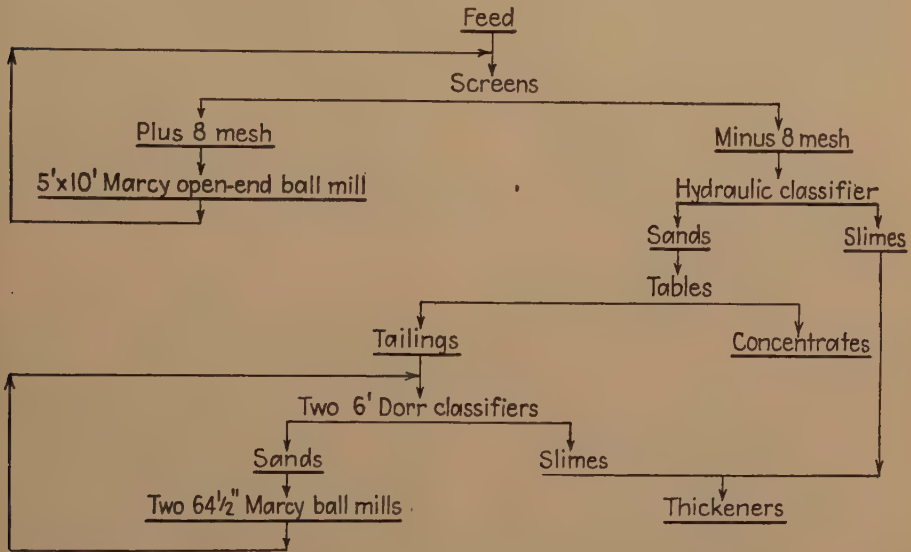 Feed
Screens
Plus 8 mesh
Minus 8 mesh
5'x10' Marcy open-end ball mill
Hydraulic classifier
Sands
Slimes
Tables
Tailings
Concentrates
Two 6' Dorr classifiers
Sands
Slimes
Two 64½" Marcy ball mills
Thickeners